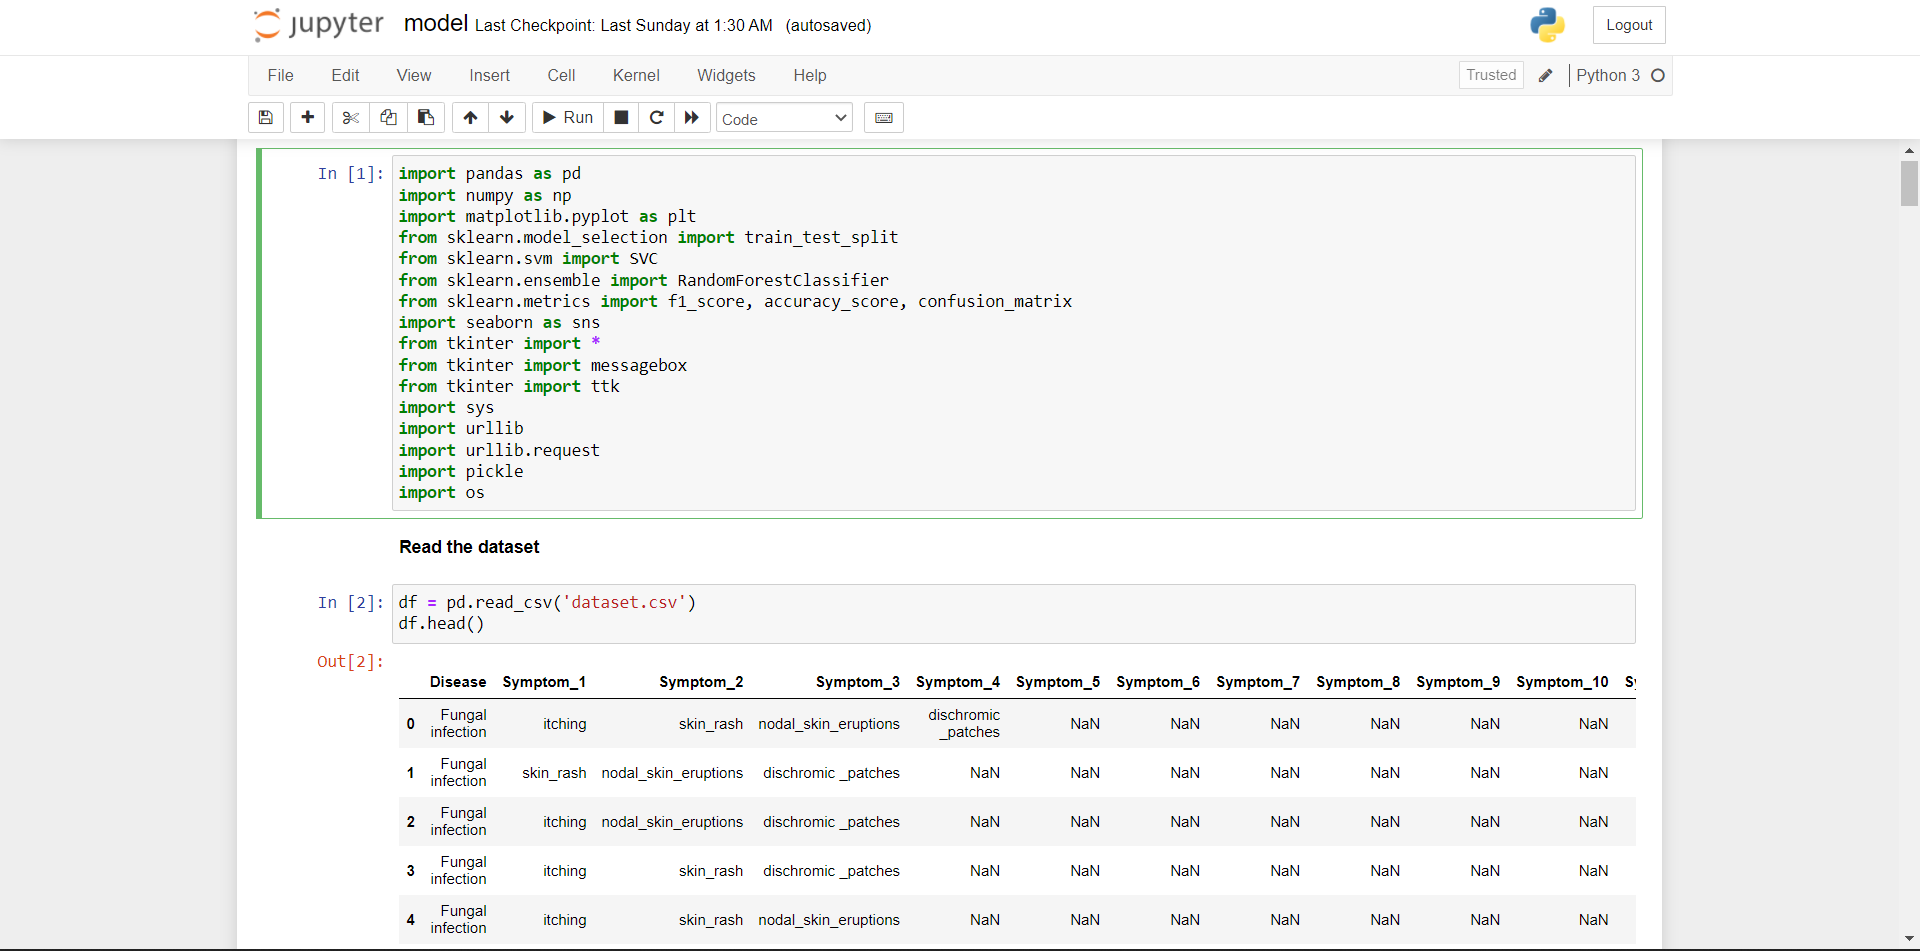 jupyter model Last Checkpoint: Last Sunday at 1:30 AM (autosaved) Logout
File Edit View Insert Cell Kernel Widgets Help Trusted Python 3
Run Code
In [1]: import pandas as pd
import numpy as np
import matplotlib.pyplot as plt
from sklearn.model_selection import train_test_split
from sklearn.svm import SVC
from sklearn.ensemble import RandomForestClassifier
from sklearn.metrics import f1_score, accuracy_score, confusion_matrix
import seaborn as sns
from tkinter import *
from tkinter import messagebox
from tkinter import ttk
import sys
import urllib
import urllib.request
import pickle
import os
Read the dataset
In [2]: df = pd.read_csv('dataset.csv')
df.head()
Out[2]:
Disease Symptom_1 Symptom_2 Symptom_3 Symptom_4 Symptom_5 Symptom_6 Symptom_7 Symptom_8 Symptom_9 Symptom_10
0 Fungal infection itching skin_rash nodal_skin_eruptions dischromic _patches NaN NaN NaN NaN NaN NaN
1 Fungal infection skin_rash nodal_skin_eruptions dischromic _patches NaN NaN NaN NaN NaN NaN NaN
2 Fungal infection itching nodal_skin_eruptions dischromic _patches NaN NaN NaN NaN NaN NaN NaN
3 Fungal infection itching skin_rash dischromic _patches NaN NaN NaN NaN NaN NaN NaN
4 Fungal infection itching skin_rash nodal_skin_eruptions NaN NaN NaN NaN NaN NaN NaN